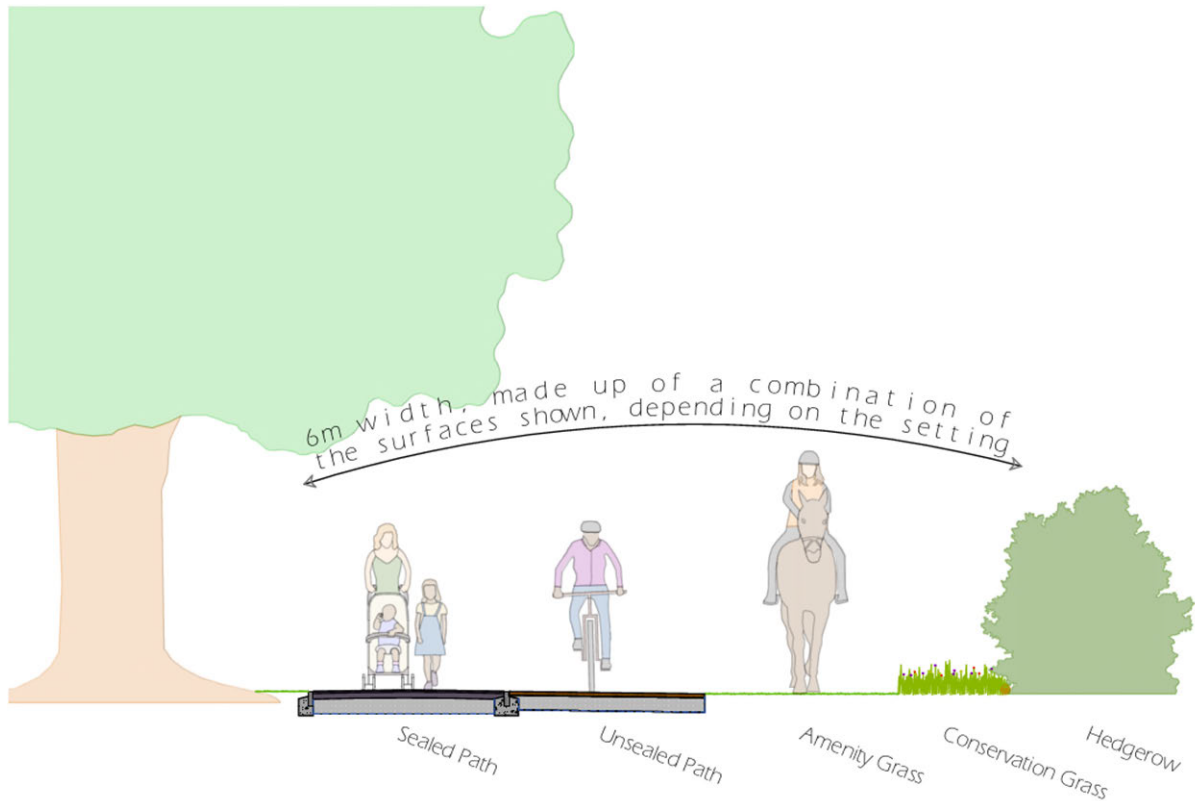 6m width, made up of a combination of
the surfaces shown, depending on the setting
Sealed Path
Unsealed Path
Amenity Grass
Conservation Grass
Hedgerow